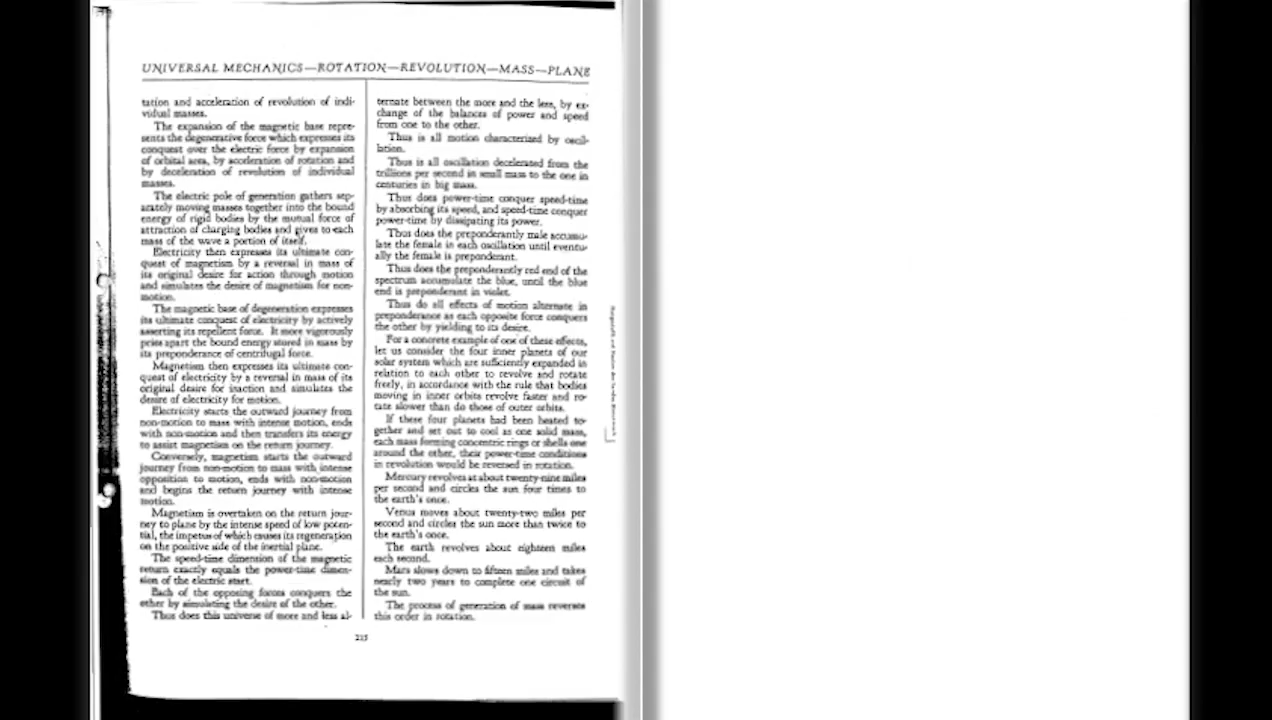 UNIVERSAL MECHANICS—ROTATION—REVOLUTION—MASS—PLANE
tation and acceleration of revolution of indi-
vidual masses.
The expansion of the magnetic base repre-
sents the degenerative force which expresses its
conquest over the electric force by expansion
of orbital area, by acceleration of rotation and
by deceleration of revolution of individual
masses.
The electric pole of generation gathers sep-
arately moving masses together into the bound
energy of rigid bodies by the mutual force of
attraction of charging bodies and gives to each
mass of the wave a portion of itself.
Electricity then expresses its ultimate con-
quest of magnetism by a reversal in mass of
its original desire for action through motion
and simulates the desire of magnetism for non-
motion.
The magnetic base of degeneration expresses
its ultimate conquest of electricity by actively
asserting its repellent force. It more vigorously
pries apart the bound energy stored in mass by
its preponderance of centrifugal force.
Magnetism then expresses its ultimate con-
quest of electricity by a reversal in mass of its
original desire for inaction and simulates the
desire of electricity for motion.
Electricity starts the outward journey from
non-motion to mass with intense motion, ends
with non-motion and then transfers its energy
to assist magnetism on the return journey.
Conversely, magnetism starts the outward
journey from non-motion to mass with intense
opposition to motion, ends with non-motion
and begins the return journey with intense
motion.
Magnetism is overtaken on the return jour-
ney to plane by the intense speed of low poten-
tial, the impetus of which causes its regeneration
on the positive side of the inertial plane.
The speed-time dimension of the magnetic
return exactly equals the power-time dimen-
sion of the electric start.
Each of the opposing forces conquers the
other by simulating the desire of the other.
Thus does this universe of more and less al-
ternate between the more and the less, by ex-
change of the balances of power and speed
from one to the other.
Thus is all motion characterized by oscil-
lation.
Thus is all oscillation decelerated from the
trillions per second in small mass to the one in
centuries in big mass.
Thus does power-time conquer speed-time
by absorbing its speed, and speed-time conquer
power-time by dissipating its power.
Thus does the preponderantly male accumu-
late the female in each oscillation until eventu-
ally the female is preponderant.
Thus does the preponderantly red end of the
spectrum accumulate the blue, until the blue
end is preponderant in violet.
Thus do all effects of motion alternate in
preponderance as each opposite force conquers
the other by yielding to its desire.
For a concrete example of one of these effects,
let us consider the four inner planets of our
solar system which are sufficiently expanded in
relation to each other to revolve and rotate
freely, in accordance with the rule that bodies
moving in inner orbits revolve faster and ro-
tate slower than do those of outer orbits.
If these four planets had been heated to-
gether and set out to cool as one solid mass,
each mass forming concentric rings or shells one
around the other, their power-time conditions
in revolution would be reversed in rotation.
Mercury revolves at about twenty-nine miles
per second and circles the sun four times to
the earth's once.
Venus moves about twenty-two miles per
second and circles the sun more than twice to
the earth's once.
The earth revolves about eighteen miles
each second.
Mars slows down to fifteen miles and takes
nearly two years to complete one circuit of
the sun.
The process of generation of mass reverses
this order in rotation.
215